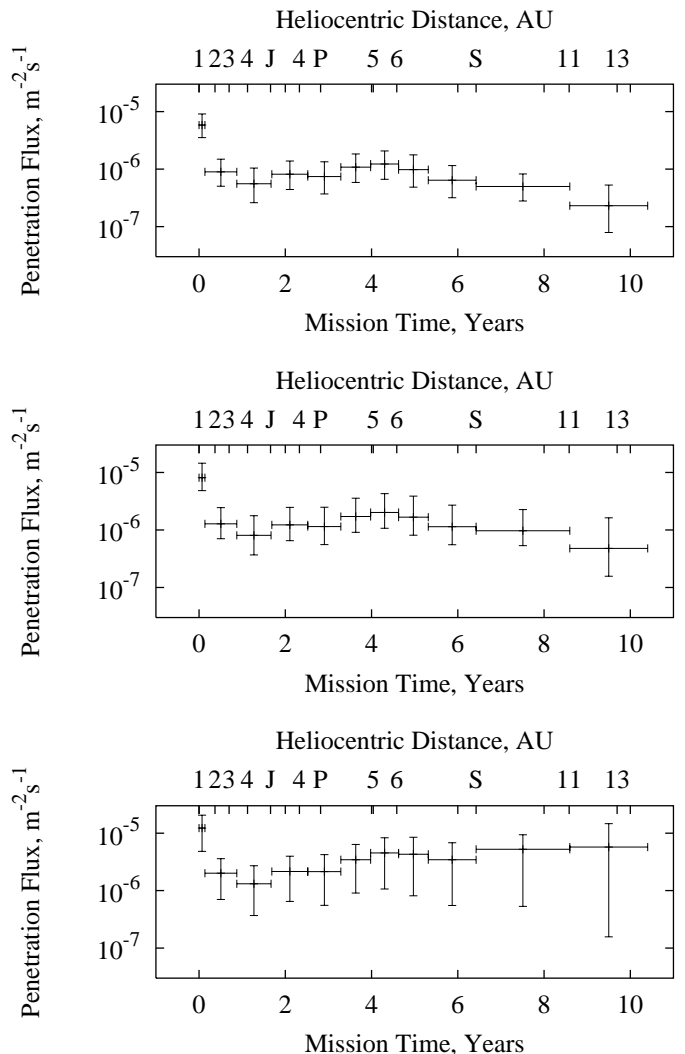 Heliocentric Distance, AU
1 2 3 4 J 4 P 5 6 S 11 13
Penetration Flux, m⁻²s⁻¹
10⁻⁵
10⁻⁶
10⁻⁷
0 2 4 6 8 10
Mission Time, Years
Heliocentric Distance, AU
1 2 3 4 J 4 P 5 6 S 11 13
Penetration Flux, m⁻²s⁻¹
10⁻⁵
10⁻⁶
10⁻⁷
0 2 4 6 8 10
Mission Time, Years
Heliocentric Distance, AU
1 2 3 4 J 4 P 5 6 S 11 13
Penetration Flux, m⁻²s⁻¹
10⁻⁵
10⁻⁶
10⁻⁷
0 2 4 6 8 10
Mission Time, Years